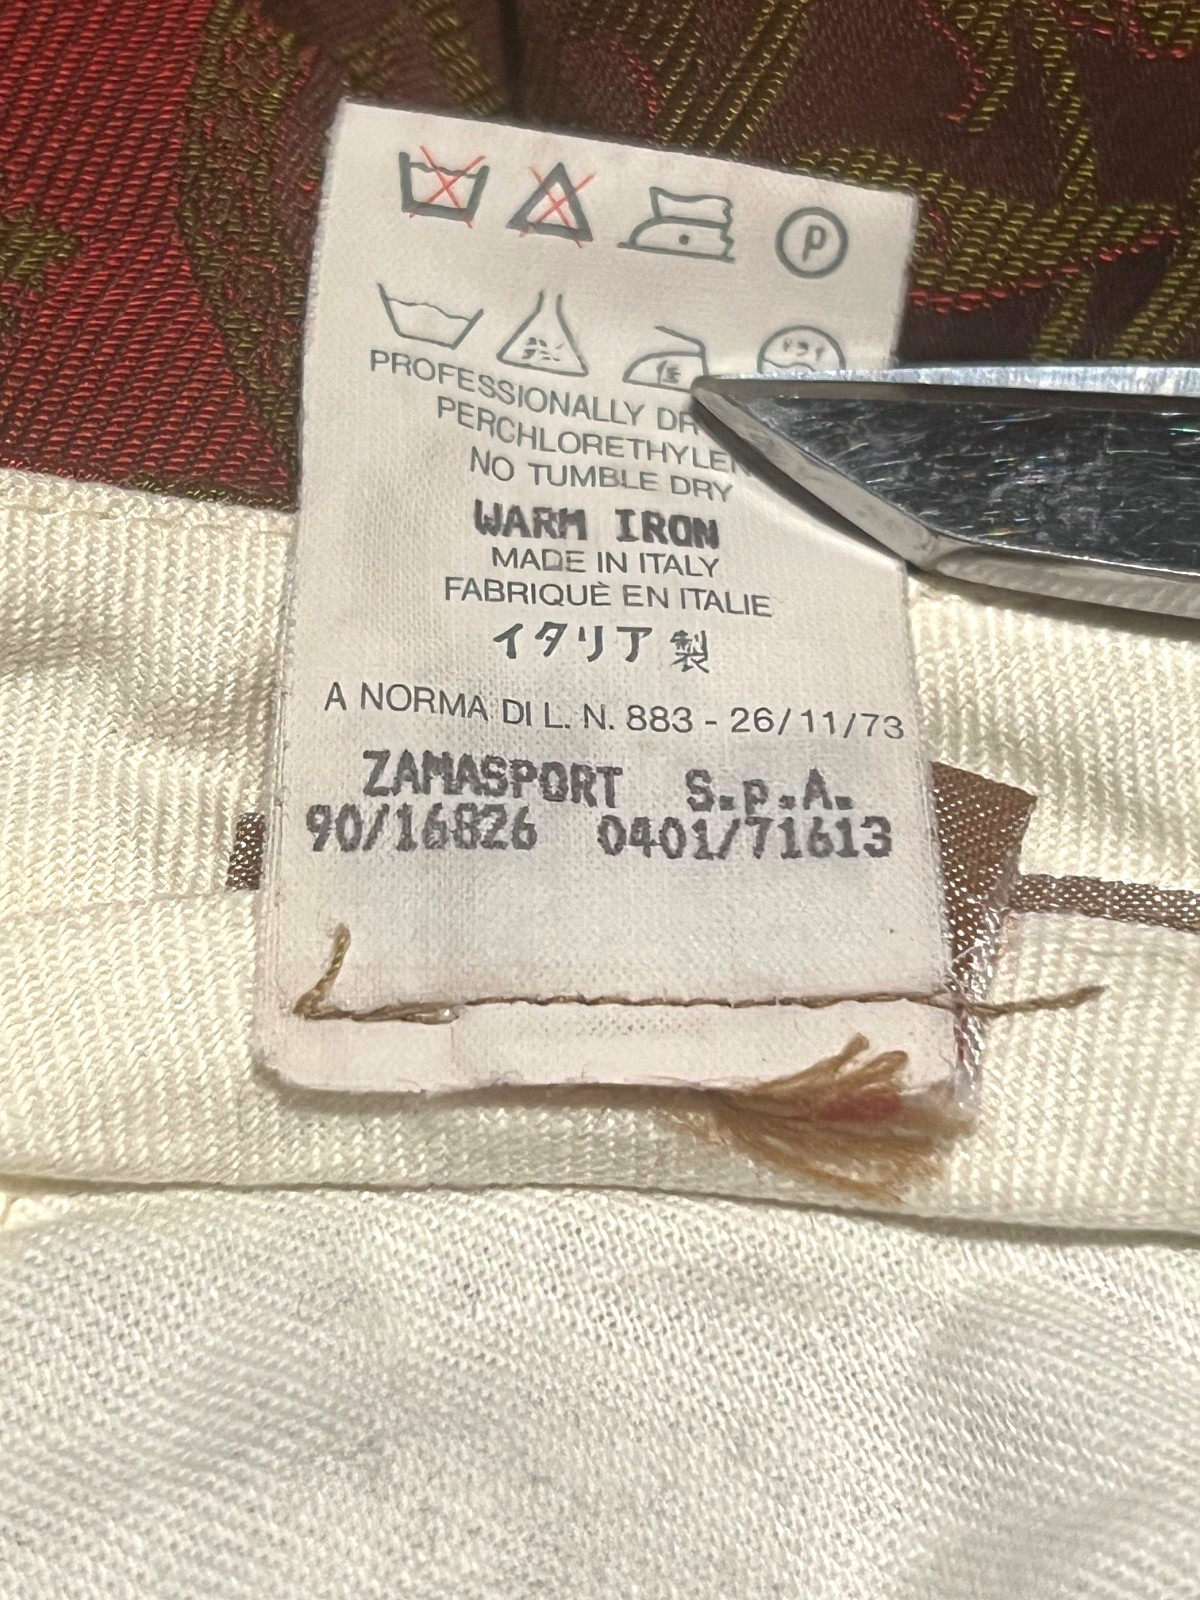 P
PROFESSIONALLY
PERCHLORETHYLEN
NO TUMBLE DRY
WARM IRON
MADE IN ITALY
FABRIQUÈ EN ITALIE
イタリア製
A NORMA DI L. N. 883 - 26/11/73
ZAMASPORT S.p.A.
90/16826 0401/71613